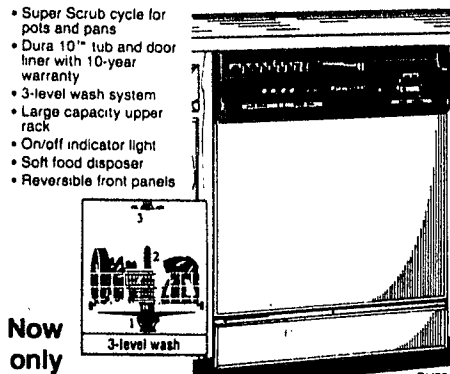 • Super Scrub cycle for
pots and pans
• Dura 10™ tub and door
liner with 10-year
warranty
• 3-level wash system
• Large capacity upper
rack
• On/off indicator light
• Soft food disposer
• Reversible front panels
3
2
1
3-level wash
Now
only